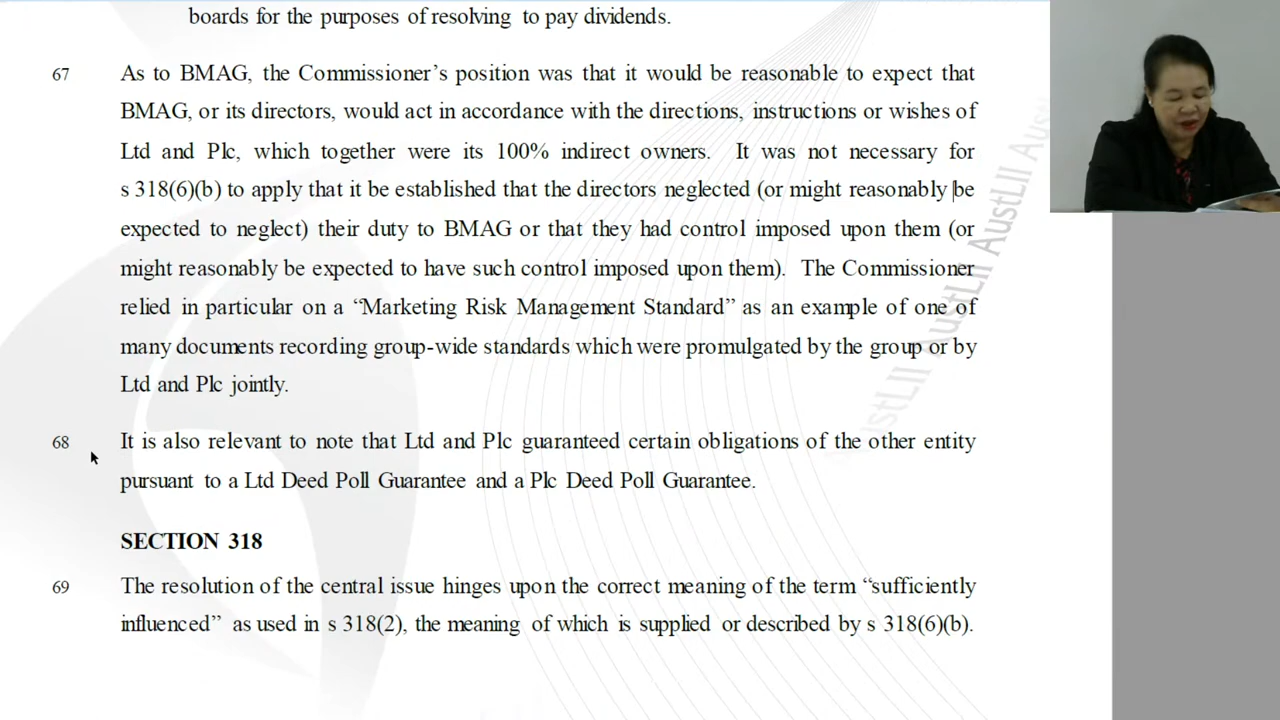 boards for the purposes of resolving to pay dividends.
67 As to BMAG, the Commissioner’s position was that it would be reasonable to expect that
BMAG, or its directors, would act in accordance with the directions, instructions or wishes of
Ltd and Plc, which together were its 100% indirect owners. It was not necessary for
s 318(6)(b) to apply that it be established that the directors neglected (or might reasonably be
expected to neglect) their duty to BMAG or that they had control imposed upon them (or
might reasonably be expected to have such control imposed upon them). The Commissioner
relied in particular on a “Marketing Risk Management Standard” as an example of one of
many documents recording group-wide standards which were promulgated by the group or by
Ltd and Plc jointly.
68 It is also relevant to note that Ltd and Plc guaranteed certain obligations of the other entity
pursuant to a Ltd Deed Poll Guarantee and a Plc Deed Poll Guarantee.
SECTION 318
69 The resolution of the central issue hinges upon the correct meaning of the term “sufficiently
influenced” as used in s 318(2), the meaning of which is supplied or described by s 318(6)(b).
AustLII AustLII AustLII